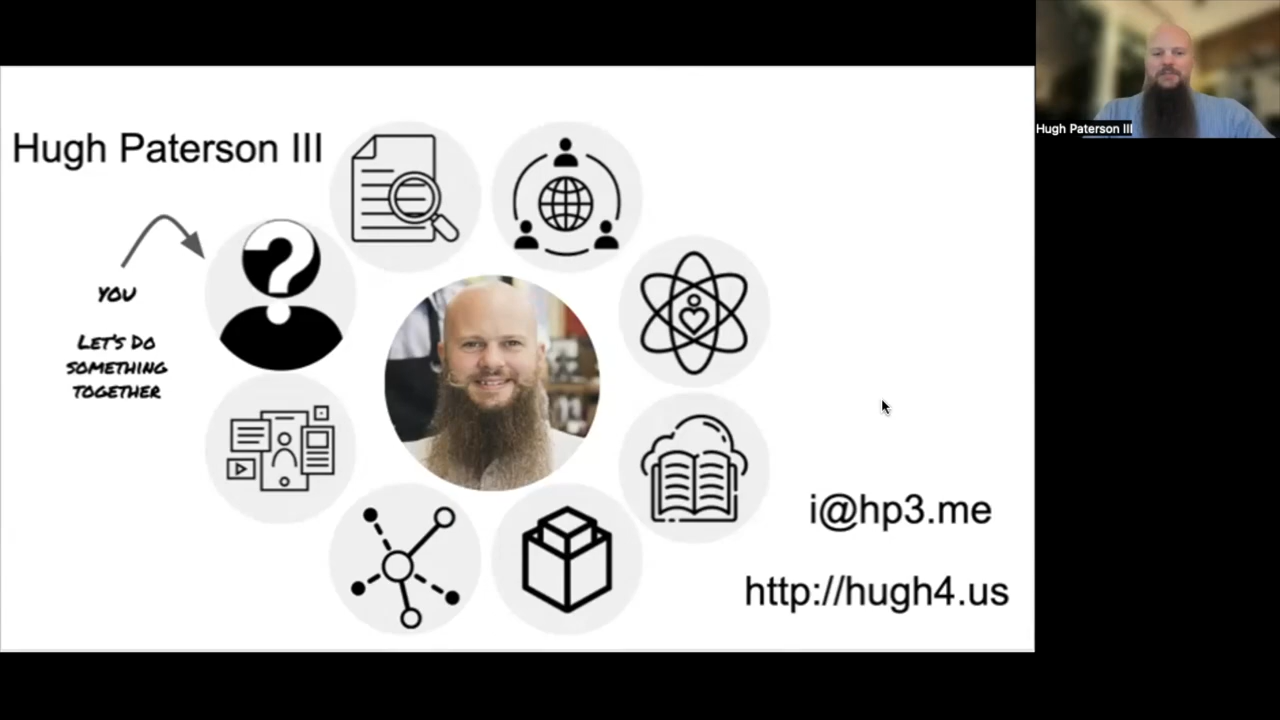 Hugh Paterson III
YOU
LET'S DO
SOMETHING
TOGETHER
i@hp3.me
http://hugh4.us
Hugh Paterson III